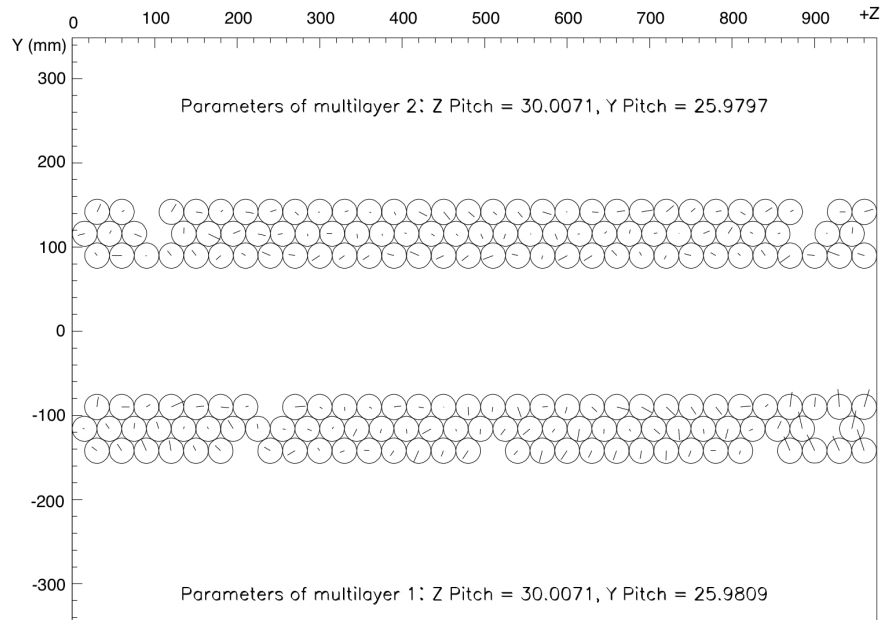 0 100 200 300 400 500 600 700 800 900 +Z
Y (mm)
300
Parameters of multilayer 2: Z Pitch = 30.0071, Y Pitch = 25.9797
200
100
0
-100
-200
-300
Parameters of multilayer 1: Z Pitch = 30.0071, Y Pitch = 25.9809